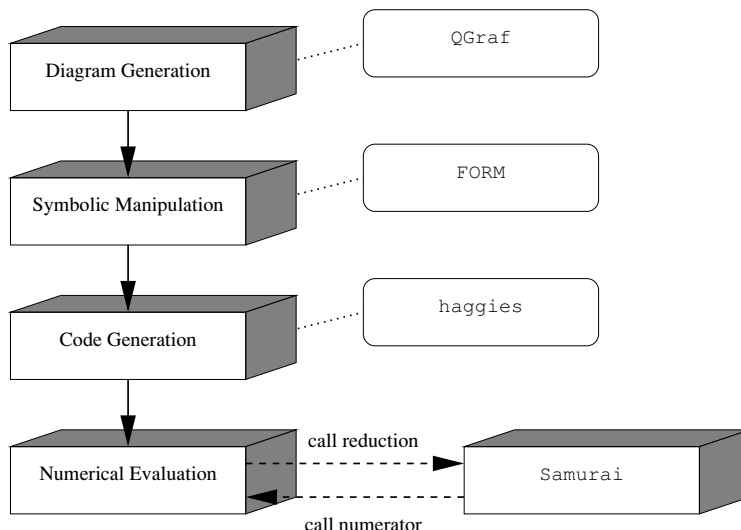 Diagram Generation
QGraf
Symbolic Manipulation
FORM
Code Generation
haggies
Numerical Evaluation
call reduction
Samurai
call numerator